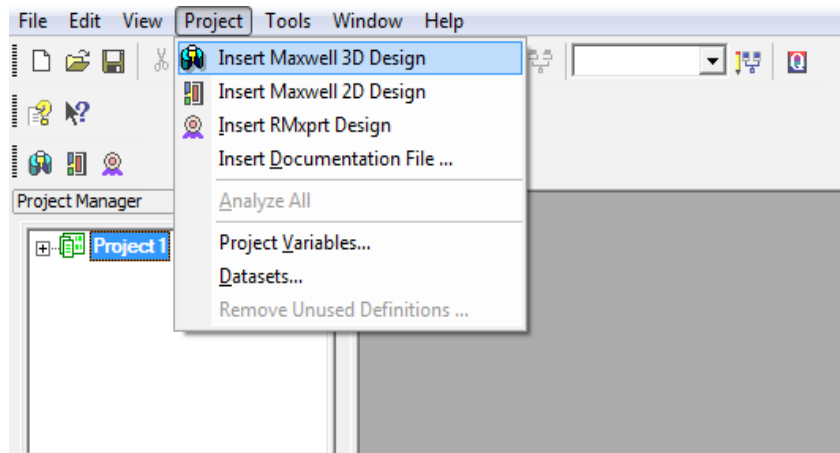 File Edit View Project Tools Window Help
Insert Maxwell 3D Design
Insert Maxwell 2D Design
Insert RMxprt Design
Insert Documentation File ...
Analyze All
Project Variables...
Datasets...
Remove Unused Definitions ...
Project Manager
Project1